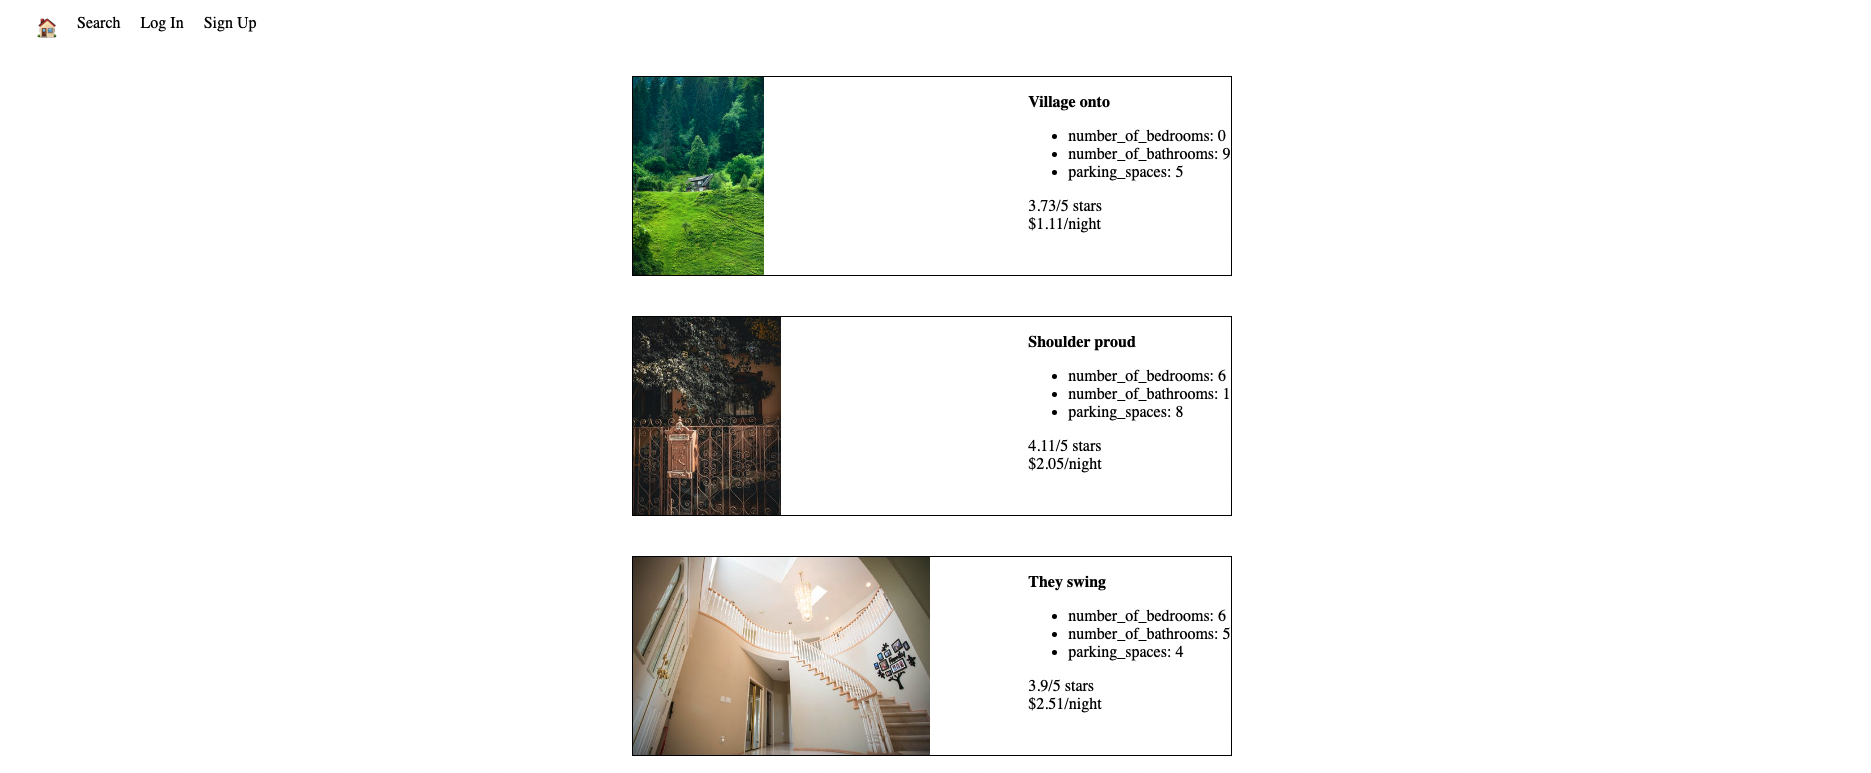 Search Log In Sign Up
Village onto
number_of_bedrooms: 0
number_of_bathrooms: 9
parking_spaces: 5
3.73/5 stars
$1.11/night
Shoulder proud
number_of_bedrooms: 6
number_of_bathrooms: 1
parking_spaces: 8
4.11/5 stars
$2.05/night
They swing
number_of_bedrooms: 6
number_of_bathrooms: 5
parking_spaces: 4
3.9/5 stars
$2.51/night